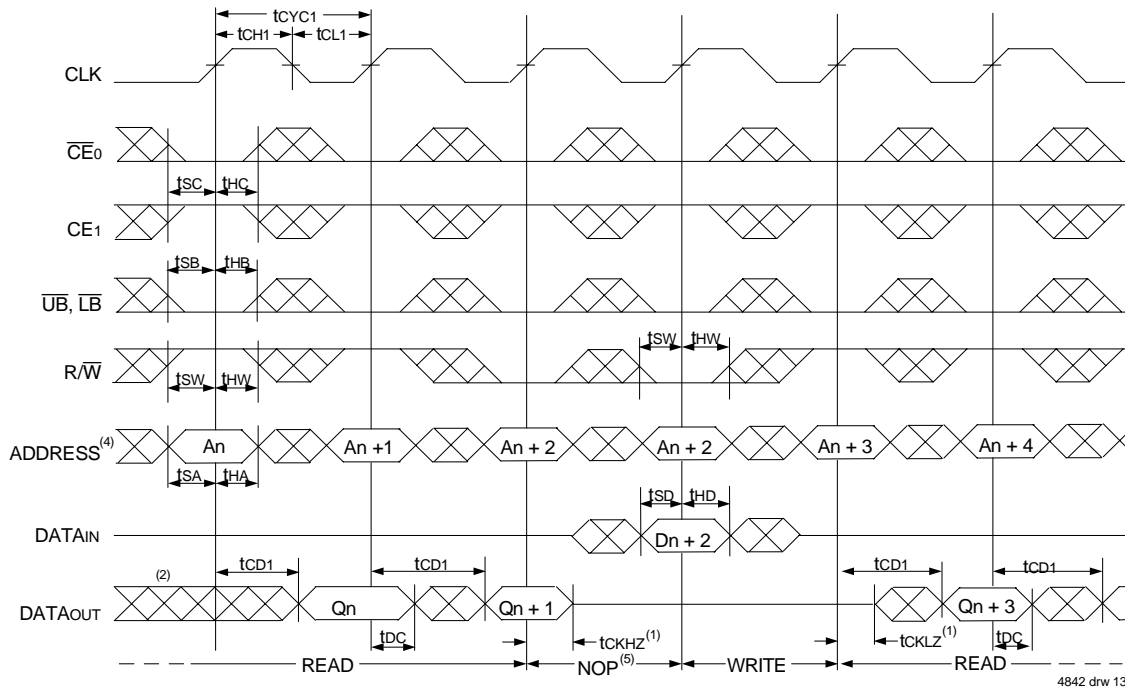 tCYC1
tCH1 tCL1
CLK
CE0
tSC tHC
CE1
tSB tHB
UB, LB
tSW tHW
R/W
tSW tHW
ADDRESS(4) An An +1 An + 2 An + 2 An + 3 An + 4
tSA tHA
tSD tHD
DATAIN Dn + 2
tCD1 tCD1 tCD1 tCD1
(2)
DATAOUT Qn Qn + 1 Qn + 3
tDC tCKHZ(1) tCKLZ(1) tDC
READ NOP(5) WRITE READ
4842 drw 13